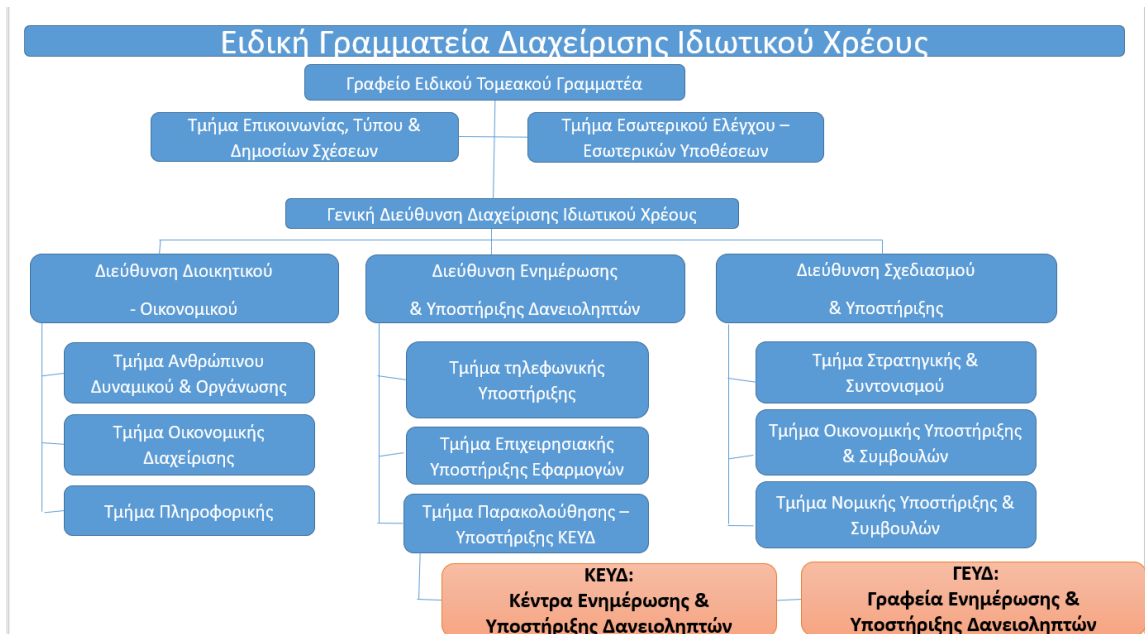 Ειδική Γραμματεία Διαχείρισης Ιδιωτικού Χρέους
Γραφείο Ειδικού Τομεακού Γραμματέα
Τμήμα Επικοινωνίας, Τύπου &
Δημοσίων Σχέσεων
Τμήμα Εσωτερικού Ελέγχου –
Εσωτερικών Υποθέσεων
Γενική Διεύθυνση Διαχείρισης Ιδιωτικού Χρέους
Διεύθυνση Διοικητικού
- Οικονομικού
Τμήμα Ανθρώπινου
Δυναμικού & Οργάνωσης
Τμήμα Οικονομικής
Διαχείρισης
Τμήμα Πληροφορικής
Διεύθυνση Ενημέρωσης
& Υποστήριξης Δανειοληπτών
Τμήμα τηλεφωνικής
Υποστήριξης
Τμήμα Επιχειρησιακής
Υποστήριξης Εφαρμογών
Τμήμα Παρακολούθησης –
Υποστήριξης ΚΕΥΔ
Διεύθυνση Σχεδιασμού
& Υποστήριξης
Τμήμα Στρατηγικής &
Συντονισμού
Τμήμα Οικονομικής Υποστήριξης
& Συμβουλών
Τμήμα Νομικής Υποστήριξης &
Συμβουλών
ΚΕΥΔ:
Κέντρα Ενημέρωσης &
Υποστήριξης Δανειοληπτών
ΓΕΥΔ:
Γραφεία Ενημέρωσης &
Υποστήριξης Δανειοληπτών